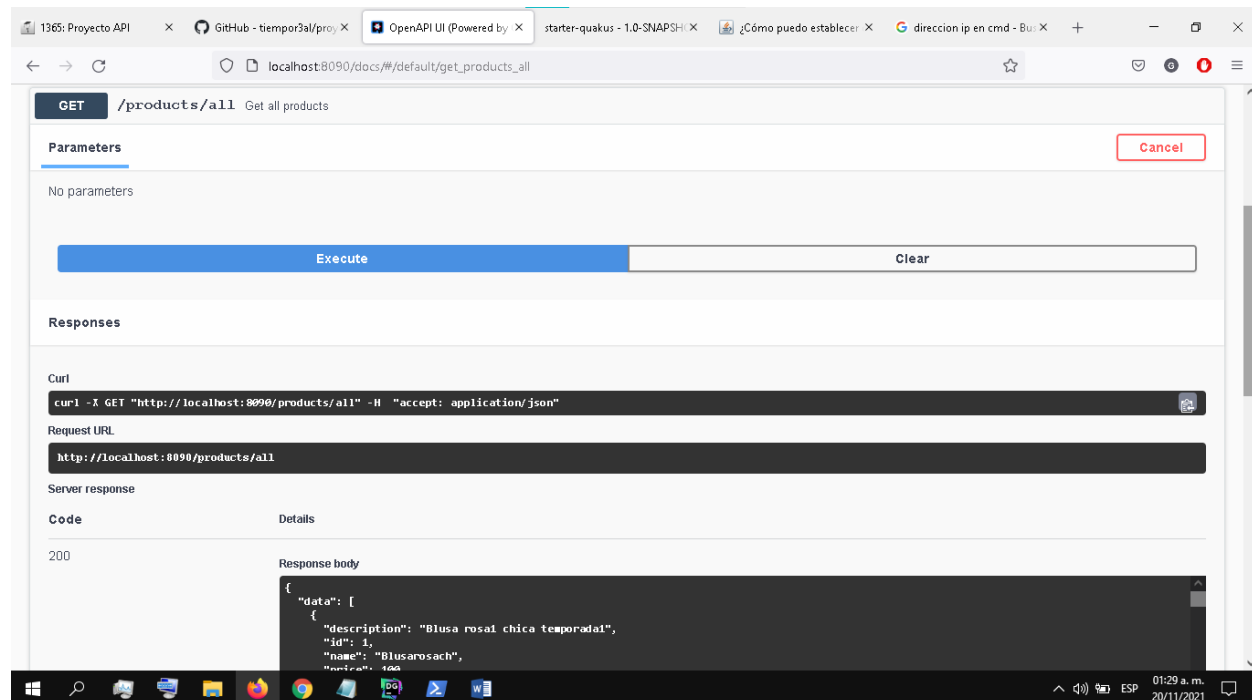 1365: Proyecto API
GitHub - tiempor3al/proy
OpenAPI UI (Powered by
starter-quakus - 1.0-SNAPSH
¿Cómo puedo establecer
direccion ip en cmd - Bus
localhost:8090/docs/#/default/get_products_all
GET /products/all Get all products
Parameters
Cancel
No parameters
Execute
Clear
Responses
Curl
curl -X GET "http://localhost:8090/products/all" -H "accept: application/json"
Request URL
http://localhost:8090/products/all
Server response
Code Details
200
Response body
{
"data": [
{
"description": "Blusa rosa1 chica temporada1",
"id": 1,
"name": "Blusarosach",
"price": 100
ESP
01:29 a. m.
20/11/2021